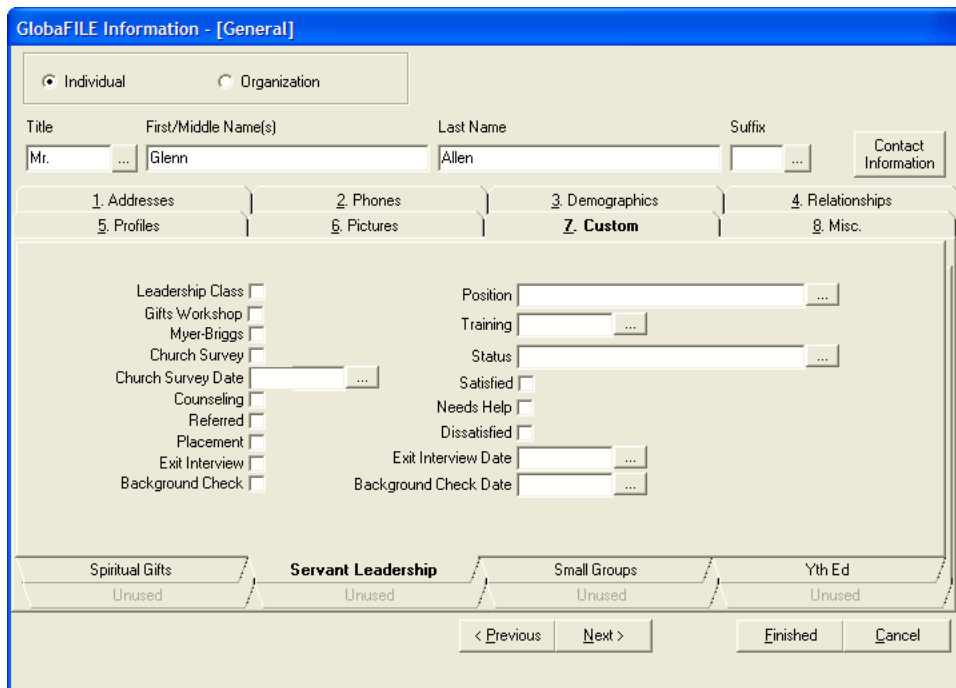 GlobaFILE Information - [General]
Individual Organization
Title First/Middle Name(s) Last Name Suffix
Mr. ... Glenn Allen ... Contact Information
1. Addresses 2. Phones 3. Demographics 4. Relationships
5. Profiles 6. Pictures 7. Custom 8. Misc.
Leadership Class
Gifts Workshop
Myer-Briggs
Church Survey
Church Survey Date ...
Counseling
Referred
Placement
Exit Interview
Background Check
Position ...
Training ...
Status ...
Satisfied
Needs Help
Dissatisfied
Exit Interview Date ...
Background Check Date ...
Spiritual Gifts Servant Leadership Small Groups Yth Ed
Unused Unused Unused Unused
< Previous Next > Finished Cancel